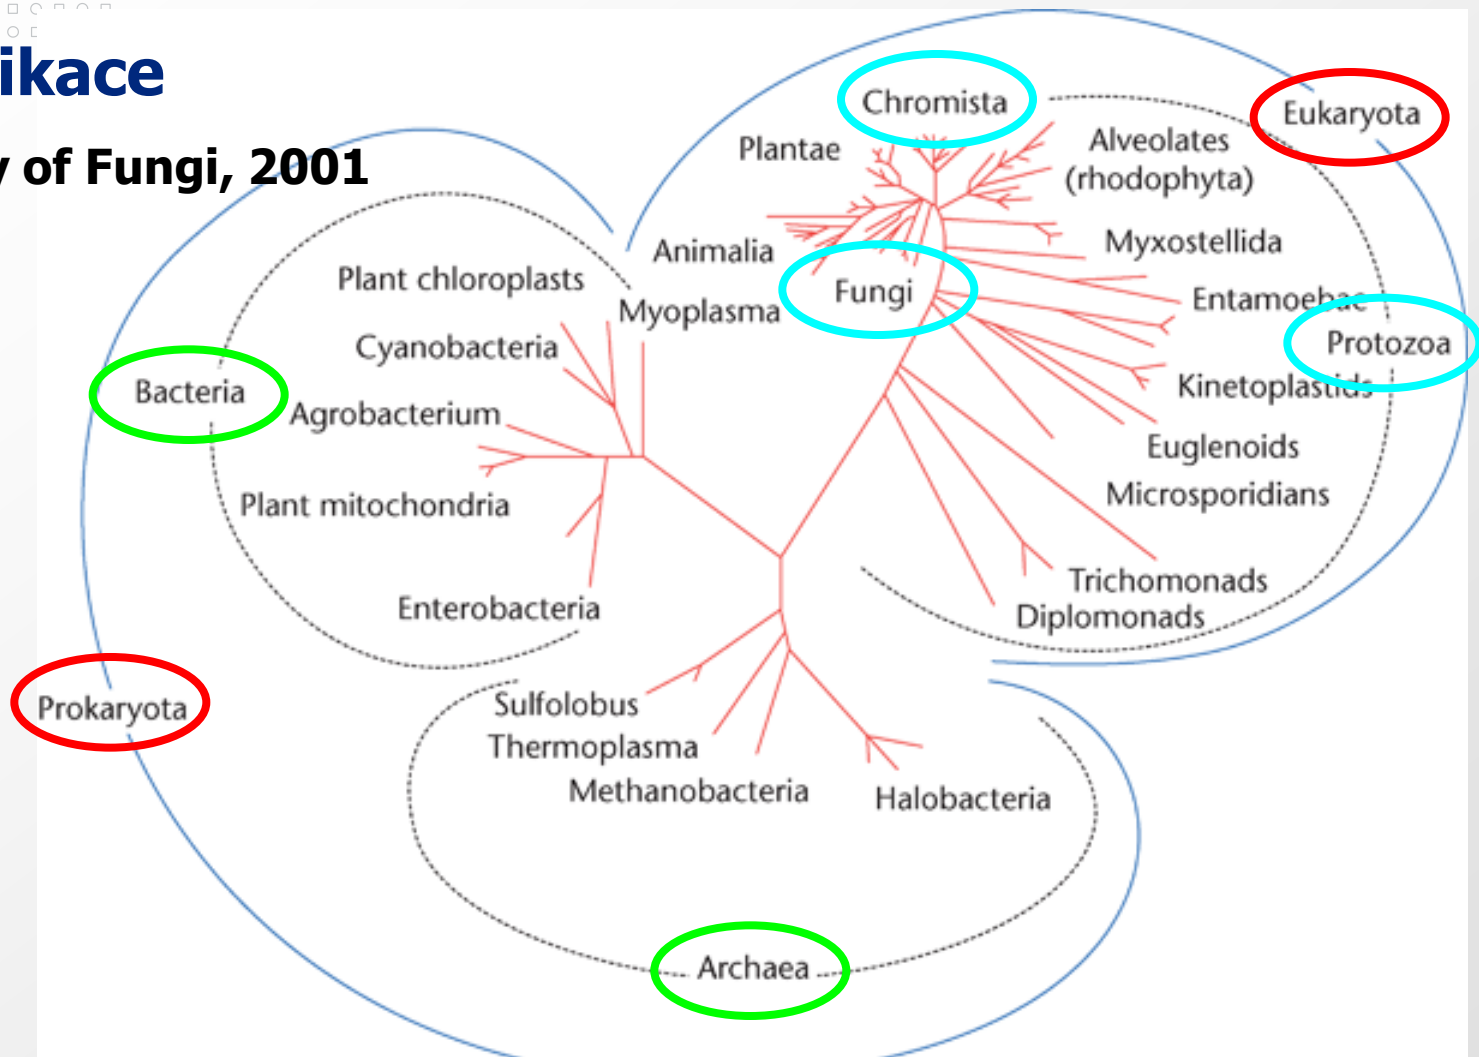 ikace
y of Fungi, 2001
Chromista
Eukaryota
Plantae
Alveolates
(rhodophyta)
Animalia
Myxostellida
Plant chloroplasts
Fungi
Myoplasma
Entamoebae
Cyanobacteria
Protozoa
Bacteria
Kinetoplastids
Agrobacterium
Euglenoids
Plant mitochondria
Microsporidians
Trichomonads
Enterobacteria
Diplomonads
Prokaryota
Sulfolobus
Thermoplasma
Methanobacteria
Halobacteria
Archaea